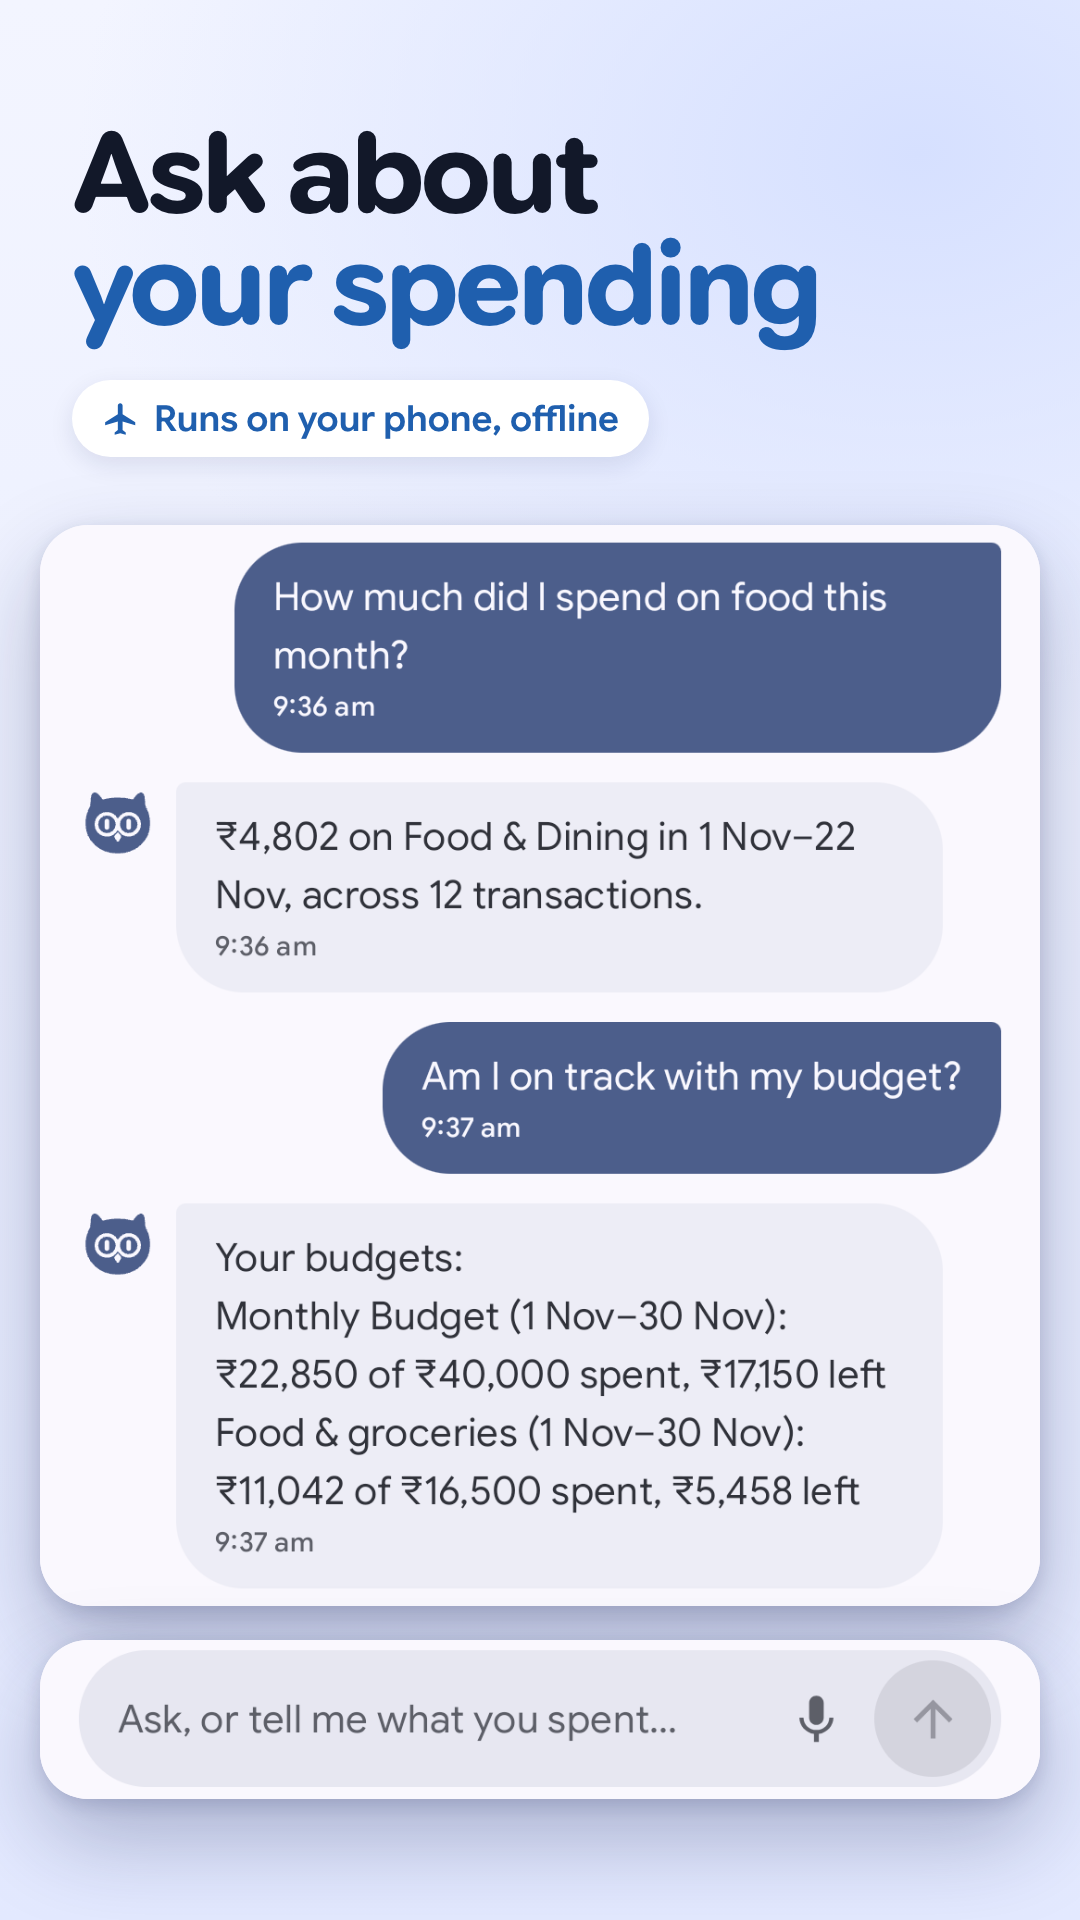 Ask about
your spending
Runs on your phone, offline
How much did I spend on food this
month?
9:36 am
₹4,802 on Food & Dining in 1 Nov–22
Nov, across 12 transactions.
9:36 am
Am I on track with my budget?
9:37 am
Your budgets:
Monthly Budget (1 Nov–30 Nov):
₹22,850 of ₹40,000 spent, ₹17,150 left
Food & groceries (1 Nov–30 Nov):
₹11,042 of ₹16,500 spent, ₹5,458 left
9:37 am
Ask, or tell me what you spent...